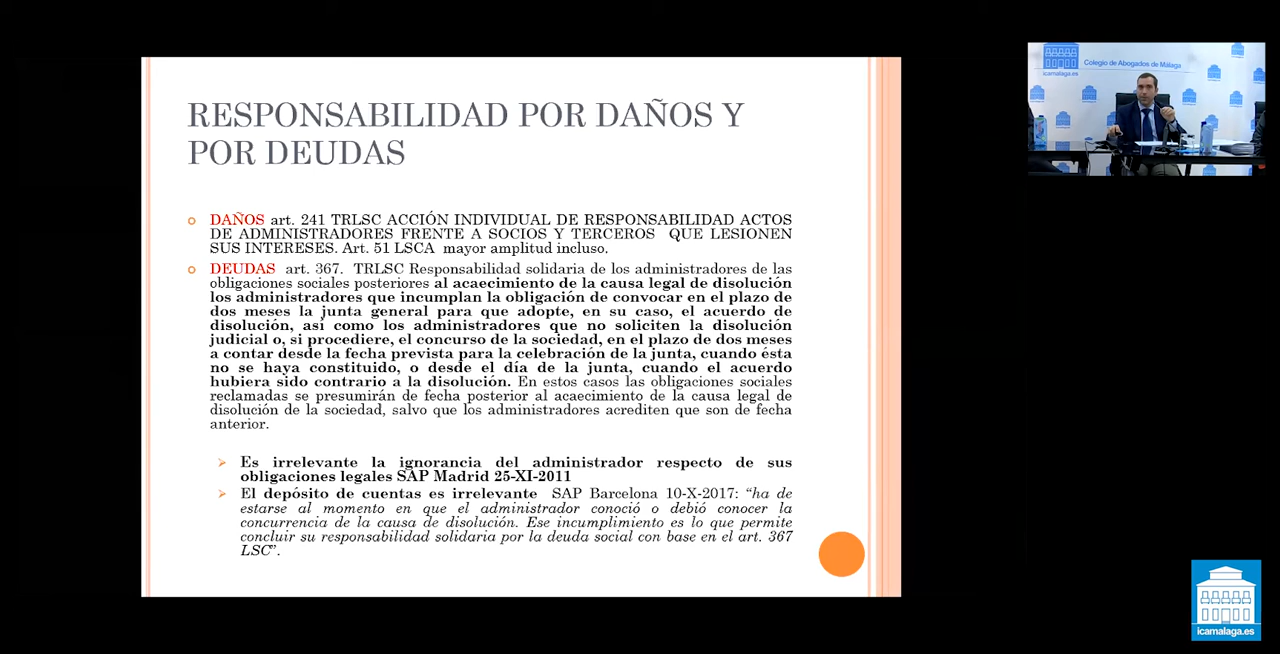 RESPONSABILIDAD POR DAÑOS Y
POR DEUDAS
DAÑOS art. 241 TRLSC ACCIÓN INDIVIDUAL DE RESPONSABILIDAD ACTOS
DE ADMINISTRADORES FRENTE A SOCIOS Y TERCEROS QUE LESIONEN
SUS INTERESES. Art. 51 LSCA mayor amplitud incluso.
DEUDAS art. 367. TRLSC Responsabilidad solidaria de los administradores de las
obligaciones sociales posteriores al acaecimiento de la causa legal de disolución
los administradores que incumplan la obligación de convocar en el plazo de
dos meses la junta general para que adopte, en su caso, el acuerdo de
disolución, así como los administradores que no soliciten la disolución
judicial o, si procediere, el concurso de la sociedad, en el plazo de dos meses
a contar desde la fecha prevista para la celebración de la junta, cuando ésta
no se haya constituido, o desde el día de la junta, cuando el acuerdo
hubiera sido contrario a la disolución. En estos casos las obligaciones sociales
reclamadas se presumirán de fecha posterior al acaecimiento de la causa legal de
disolución de la sociedad, salvo que los administradores acrediten que son de fecha
anterior.
Es irrelevante la ignorancia del administrador respecto de sus
obligaciones legales SAP Madrid 25-XI-2011
El depósito de cuentas es irrelevante SAP Barcelona 10-X-2017: “ha de
estarse al momento en que el administrador conoció o debió conocer la
concurrencia de la causa de disolución. Ese incumplimiento es lo que permite
concluir su responsabilidad solidaria por la deuda social con base en el art. 367
LSC”.
Colegio de Abogados de Málaga
icamalaga.es
icamalaga.es